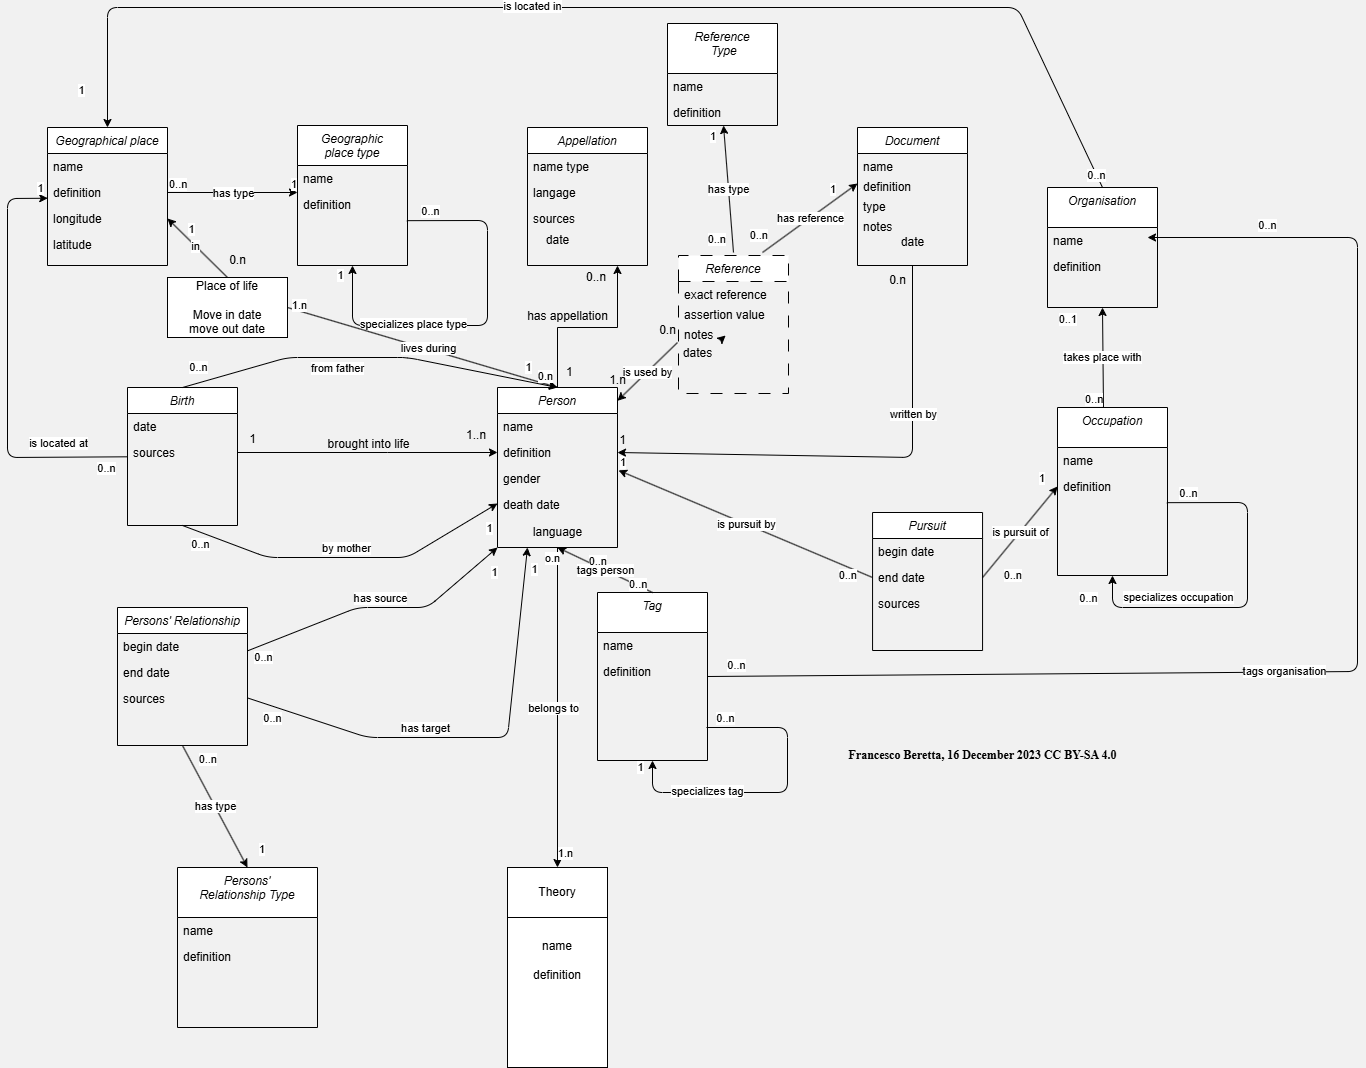 is located in
Reference
Type
name
definition
1
1
Geographical place
name
definition
longitude
latitude
1
0..n
has type
1
Geographic
place type
name
definition
0..n
1
specializes place type
Appellation
name type
langage
sources
date
0..n
has appellation
1
has type
0..n
Document
name
definition
type
notes
date
1
has reference
0..n
0..n
Organisation
name
definition
0..n
1
in
0.n
Place of life
Move in date
move out date
1.n
lives during
1
0.n
Reference
exact reference
assertion value
notes
dates
0.n
is used by
1.n
0.n
written by
1
0..1
takes place with
0..n
0..n
from father
Birth
date
sources
is located at
0..n
1
brought into life
1..n
0..n
by mother
1
Person
name
definition
gender
death date
language
1
is pursuit by
0..n
Pursuit
begin date
end date
sources
1
is pursuit of
0..n
Occupation
name
definition
0..n
0..n
specializes occupation
1
has source
0..n
Persons' Relationship
begin date
end date
sources
0..n
has target
1
o.n
belongs to
1.n
0..n
tags person
0..n
Tag
name
definition
0..n
tags organisation
0..n
1
specializes tag
Francesco Beretta, 16 December 2023 CC BY-SA 4.0
0..n
has type
1
Persons'
Relationship Type
name
definition
Theory
name
definition